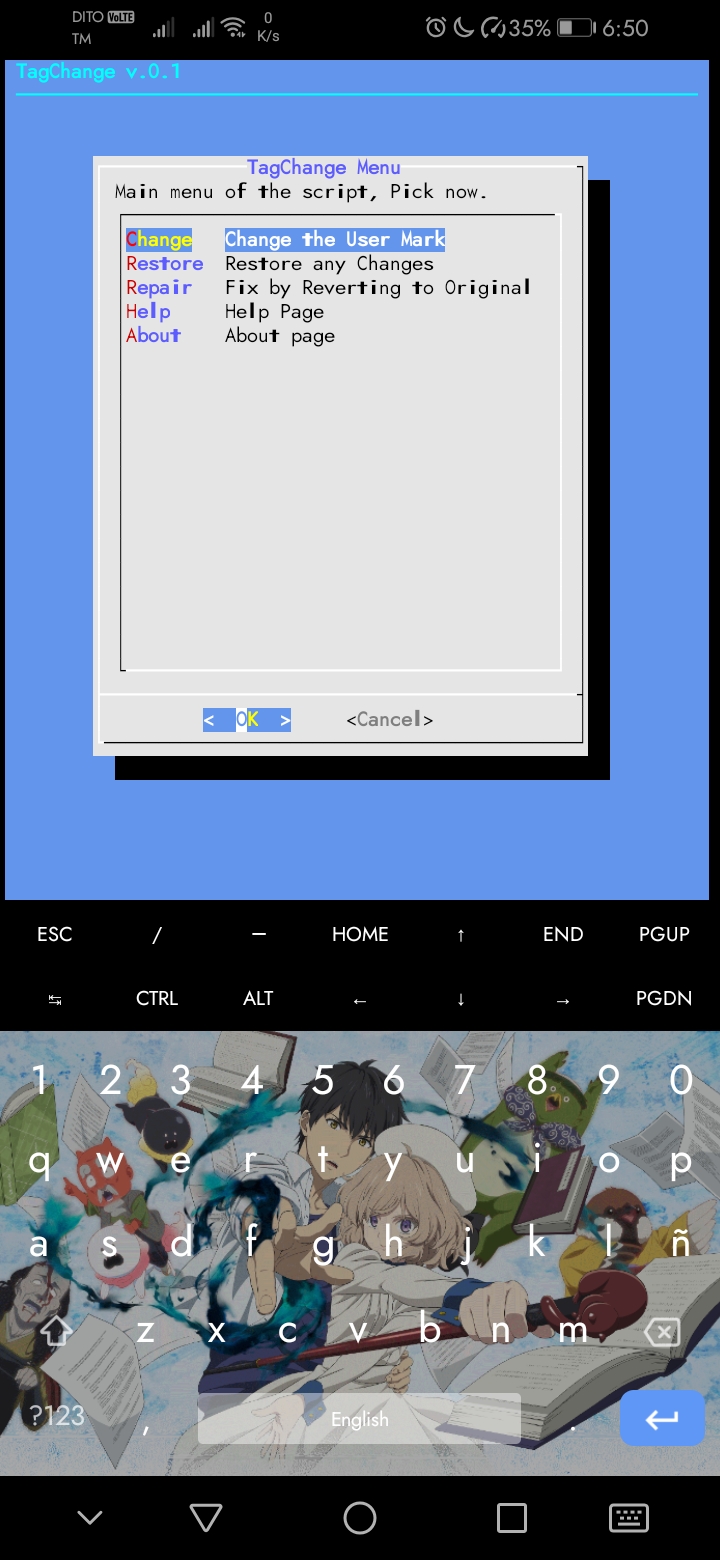 DITO VoLTE
TM
0
K/s
35%
6:50
TagChange v.0.1
TagChange Menu
Main menu of the script, Pick now.
Change Change the User Mark
Restore Restore any Changes
Repair Fix by Reverting to Original
Help Help Page
About About page
< OK > <Cancel>
ESC / — HOME ↑ END PGUP
↹ CTRL ALT ← ↓ → PGDN
1 2 3 4 5 6 7 8 9 0
q w e r t y u i o p
a s d f g h j k l ñ
z x c v b n m
?123 , English .